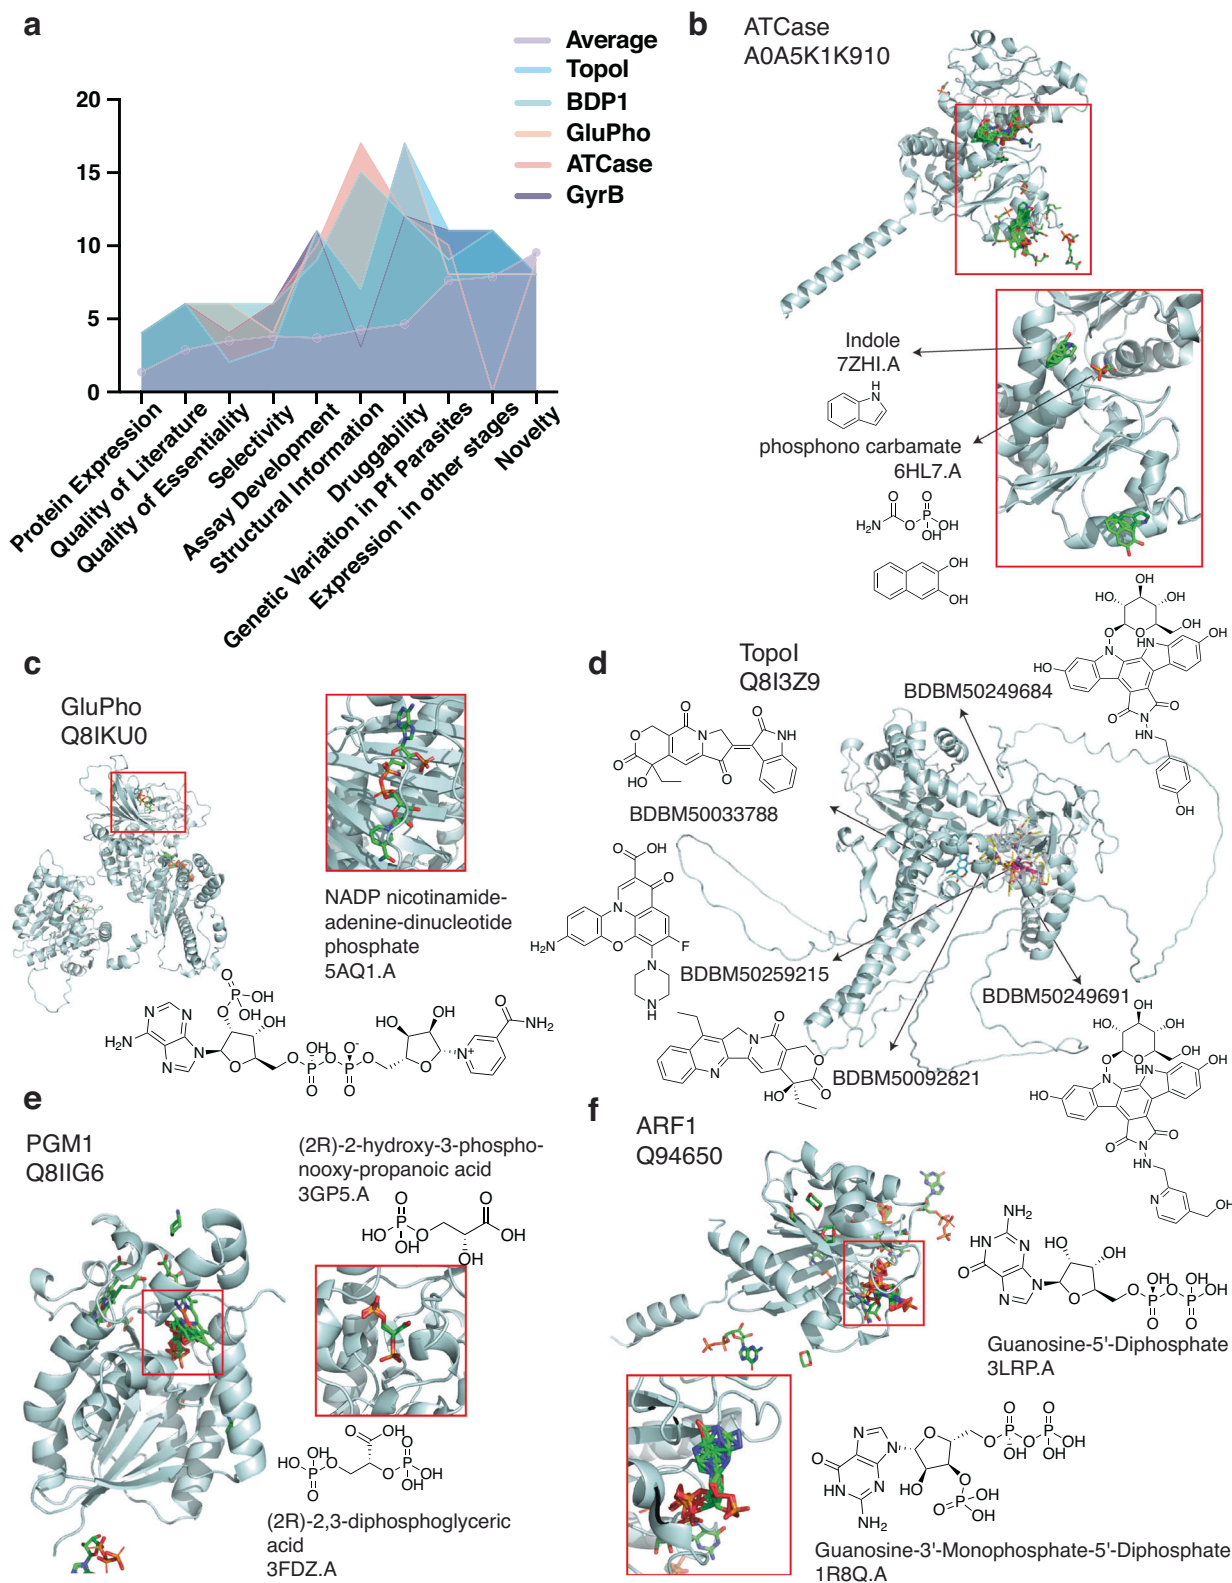 a
Average
TopoI
BDP1
GluPho
ATCase
GyrB
20
15
10
5
0
Protein Expression
Quality of Literature
Quality of Essentiality
Selectivity
Assay Development
Structural Information
Druggability
Genetic Variation in Pf Parasites
Expression in other stages
Novelty
b
ATCase
A0A5K1K910
Indole
7ZHI.A
phosphono carbamate
6HL7.A
c
GluPho
Q8IKU0
NADP nicotinamide-
adenine-dinucleotide
phosphate
5AQ1.A
d
TopoI
Q8I3Z9
BDBM50249684
BDBM50033788
BDBM50259215
BDBM50249691
BDBM50092821
e
PGM1
Q8IIG6
(2R)-2-hydroxy-3-phospho-
nooxy-propanoic acid
3GP5.A
(2R)-2,3-diphosphoglyceric
acid
3FDZ.A
f
ARF1
Q94650
Guanosine-5'-Diphosphate
3LRP.A
Guanosine-3'-Monophosphate-5'-Diphosphate
1R8Q.A